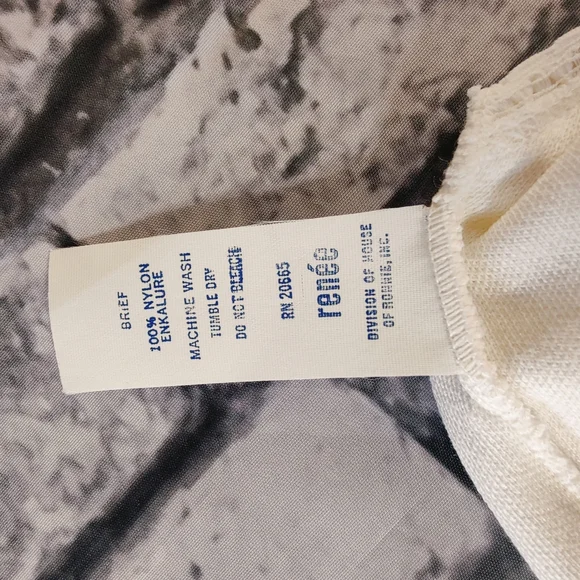 BRIEF
100% NYLON
ENKALURE
MACHINE WASH
TUMBLE DRY
DO NOT BLEACH
RN 20665
renée
DIVISION OF HOUSE
OF RONNIE, INC.